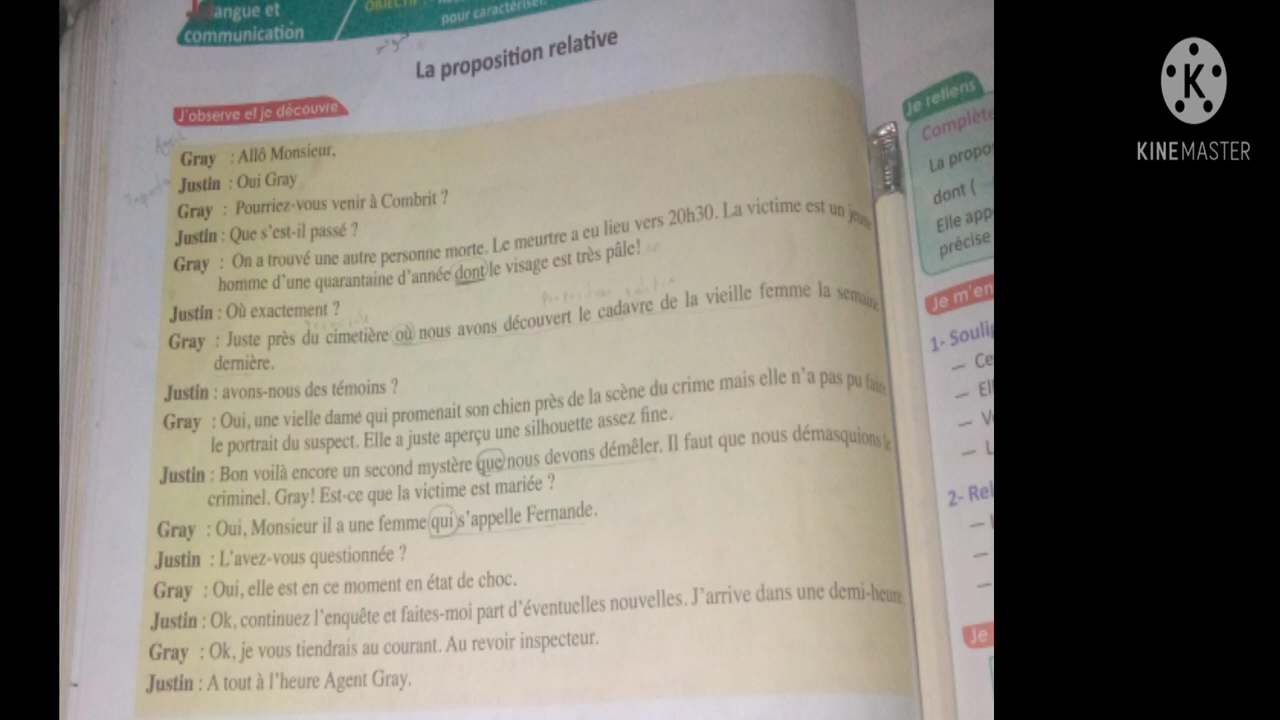 Langue et
communication
OBJECTIF :
pour caractériser.
La proposition relative
J'observe et je découvre
Gray : Allô Monsieur.
Justin : Oui Gray
Gray : Pourriez-vous venir à Combrit ?
Justin : Que s'est-il passé ?
Gray : On a trouvé une autre personne morte. Le meurtre a eu lieu vers 20h30. La victime est un jeune
homme d'une quarantaine d'année dont le visage est très pâle!
Justin : Où exactement ?
Gray : Juste près du cimetière où nous avons découvert le cadavre de la vieille femme la semaine
dernière.
Justin : avons-nous des témoins ?
Gray : Oui, une vielle dame qui promenait son chien près de la scène du crime mais elle n'a pas pu fair
le portrait du suspect. Elle a juste aperçu une silhouette assez fine.
Justin : Bon voilà encore un second mystère que nous devons démêler. Il faut que nous démasquions le
criminel. Gray! Est-ce que la victime est mariée ?
Gray : Oui, Monsieur il a une femme qui s'appelle Fernande.
Justin : L'avez-vous questionnée ?
Gray : Oui, elle est en ce moment en état de choc.
Justin : Ok, continuez l'enquête et faites-moi part d'éventuelles nouvelles. J'arrive dans une demi-heure
Gray : Ok, je vous tiendrais au courant. Au revoir inspecteur.
Justin : A tout à l'heure Agent Gray.
Je retiens
Complète
La propo
dont (
Elle app
précise
Je m'en
1- Souli
— Ce
— El
— V
— L
2- Rel
Je
K
KINEMASTER